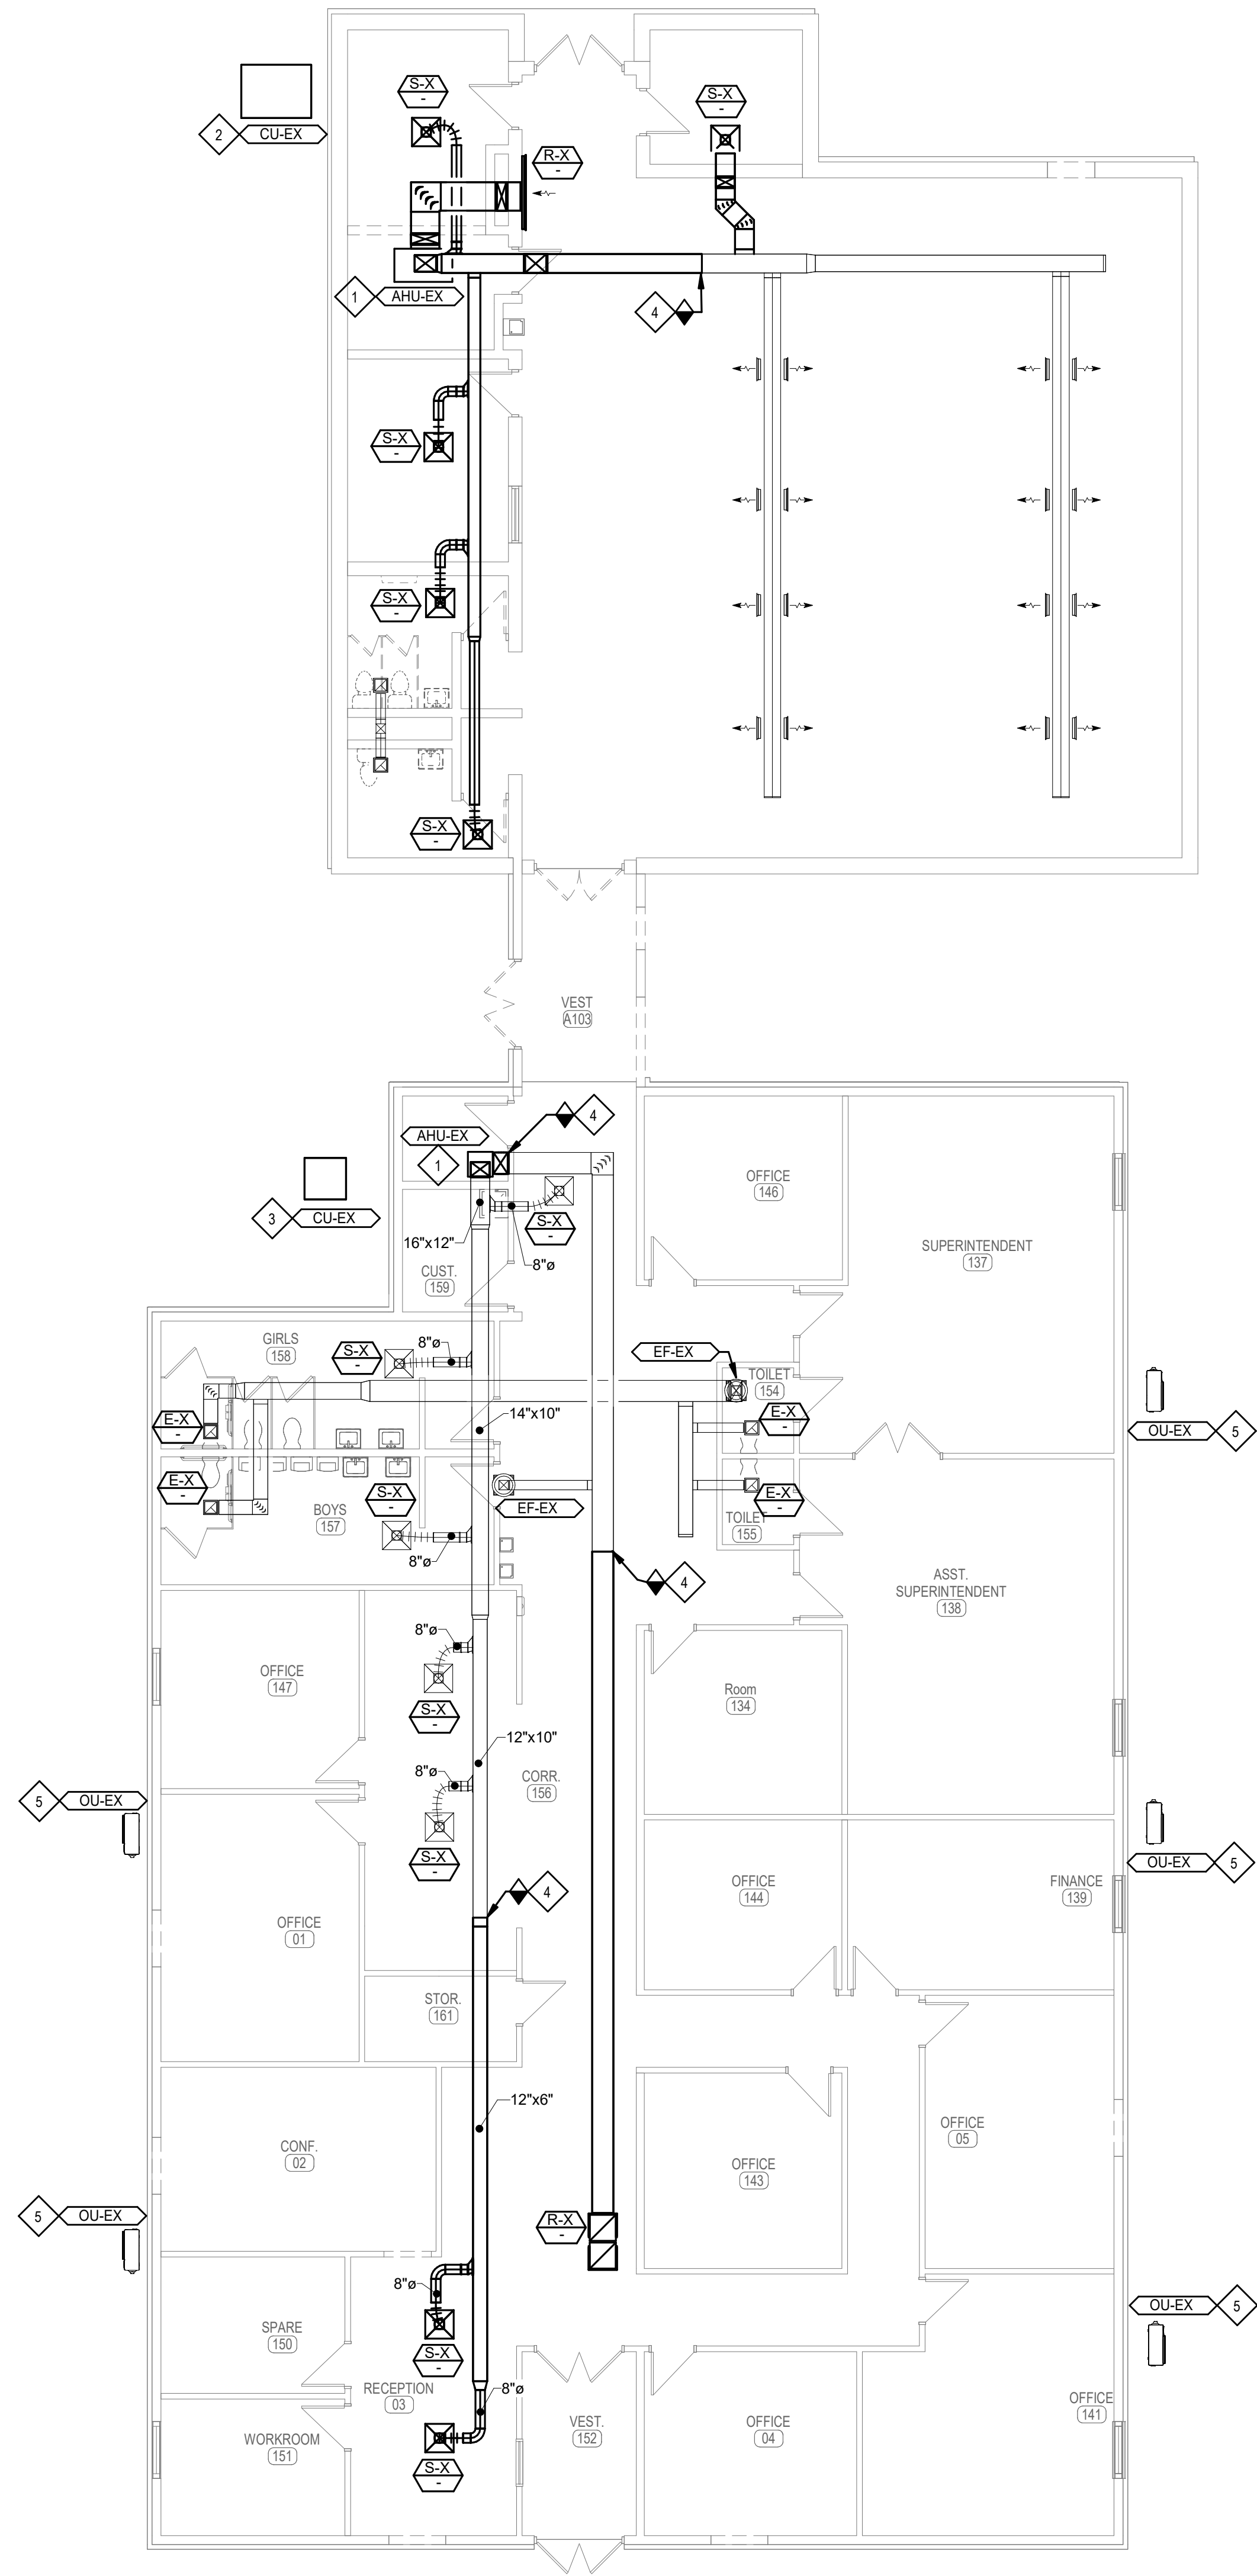 S-X
-
S-X
-
2
CU-EX
R-X
-
1
AHU-EX
4
S-X
-
S-X
-
S-X
-
VEST
A103
4
AHU-EX
1
OFFICE
146
3
CU-EX
S-X
-
16"x12"
8"ø
SUPERINTENDENT
137
CUST.
159
GIRLS
158
8"ø
S-X
-
EF-EX
TOILET
154
E-X
-
14"x10"
E-X
-
OU-EX
5
E-X
-
S-X
-
E-X
-
EF-EX
BOYS
157
TOILET
155
8"ø
4
ASST.
SUPERINTENDENT
138
8"ø
OFFICE
147
Room
134
S-X
-
12"x10"
8"ø
CORR.
156
5
OU-EX
S-X
-
OU-EX
5
OFFICE
144
FINANCE
139
4
OFFICE
01
STOR.
161
12"x6"
OFFICE
05
CONF.
02
OFFICE
143
5
OU-EX
R-X
-
8"ø
OU-EX
5
SPARE
150
S-X
-
RECEPTION
03
8"ø
OFFICE
141
VEST.
152
OFFICE
04
WORKROOM
151
S-X
-